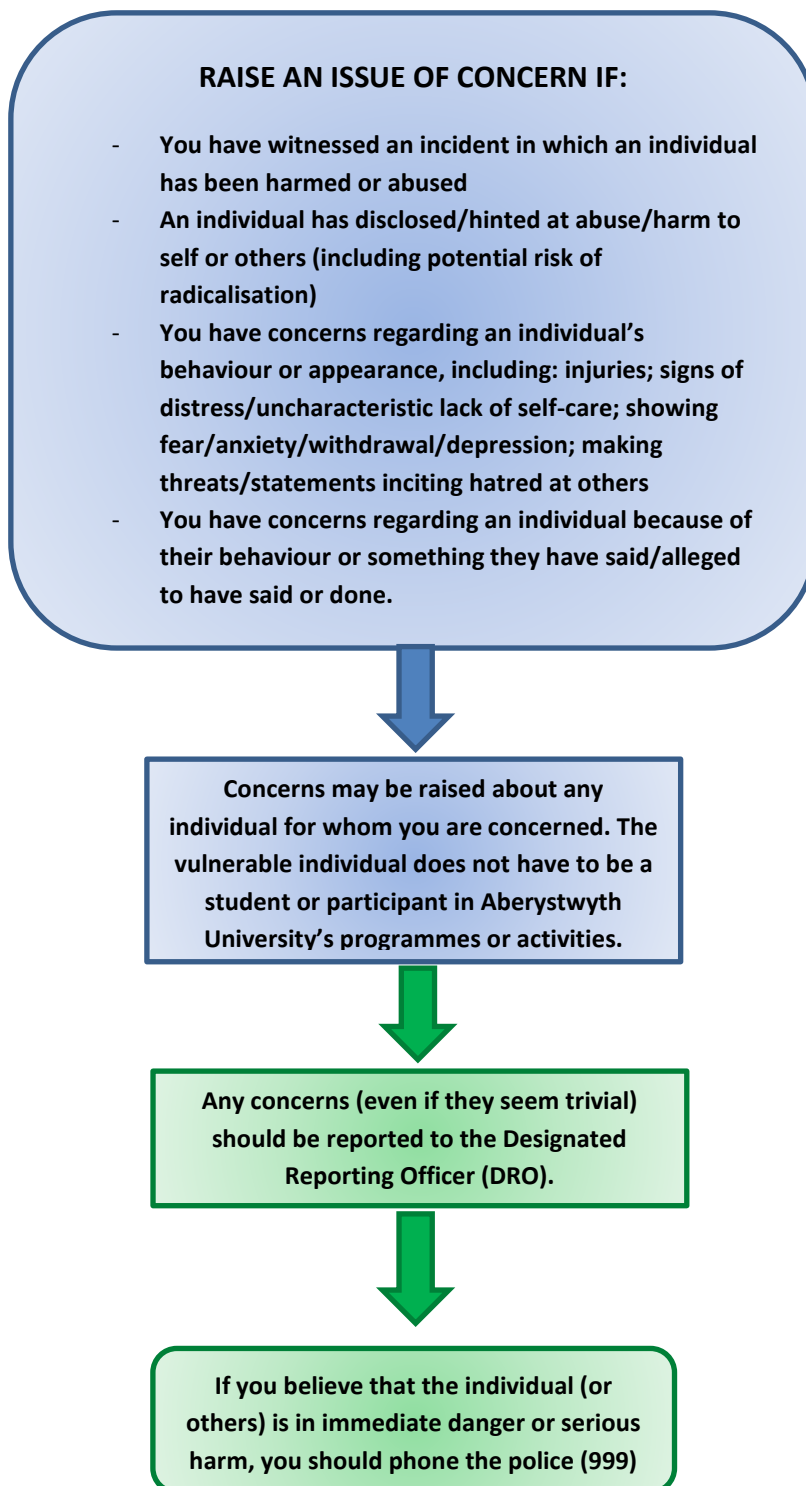 RAISE AN ISSUE OF CONCERN IF:
- You have witnessed an incident in which an individual
has been harmed or abused
- An individual has disclosed/hinted at abuse/harm to
self or others (including potential risk of
radicalisation)
- You have concerns regarding an individual’s
behaviour or appearance, including: injuries; signs of
distress/uncharacteristic lack of self-care; showing
fear/anxiety/withdrawal/depression; making
threats/statements inciting hatred at others
- You have concerns regarding an individual because of
their behaviour or something they have said/alleged
to have said or done.
Concerns may be raised about any
individual for whom you are concerned. The
vulnerable individual does not have to be a
student or participant in Aberystwyth
University’s programmes or activities.
Any concerns (even if they seem trivial)
should be reported to the Designated
Reporting Officer (DRO).
If you believe that the individual (or
others) is in immediate danger or serious
harm, you should phone the police (999)